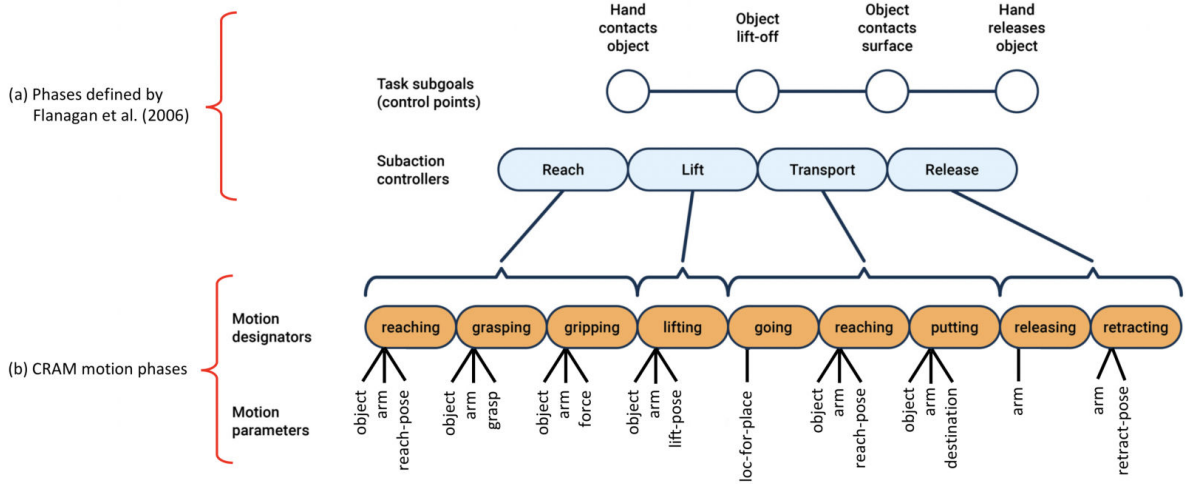 Hand
contacts
object
Object
lift-off
Object
contacts
surface
Hand
releases
object
Task subgoals
(control points)
(a) Phases defined by
Flanagan et al. (2006)
Subaction
controllers
Reach
Lift
Transport
Release
Motion
designators
reaching
grasping
gripping
lifting
going
reaching
putting
releasing
retracting
(b) CRAM motion phases
Motion
parameters
object
arm
reach-pose
object
arm
grasp
object
arm
force
object
arm
lift-pose
loc-for-place
object
arm
reach-pose
object
arm
destination
arm
arm
retract-pose